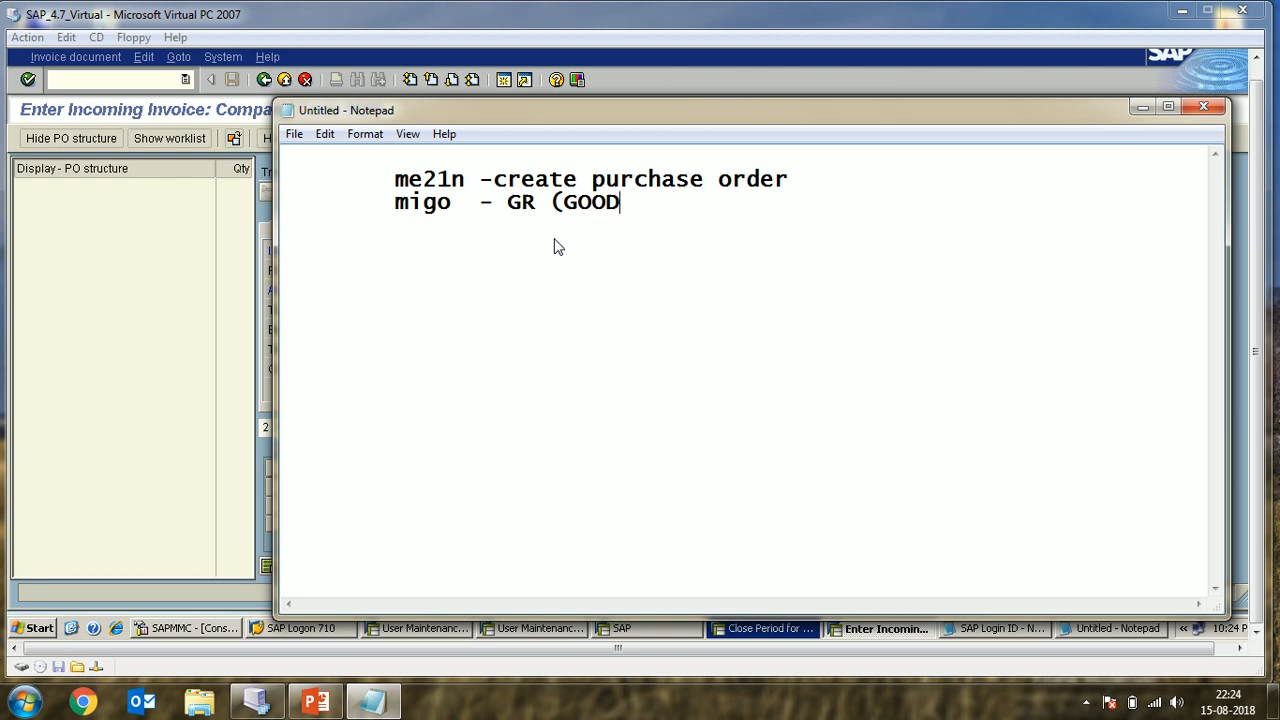 SAP_4.7_Virtual - Microsoft Virtual PC 2007
Action Edit CD Floppy Help
Invoice document Edit Goto System Help
SAP
Enter Incoming Invoice: Compa
Untitled - Notepad
Hide PO structure Show worklist H
File Edit Format View Help
Display - PO structure Qty
me21n -create purchase order
migo - GR (GOOD
2
Start SAPMMC - [Cons... SAP Logon 710 User Maintenanc... User Maintenanc... SAP Close Period for ... Enter Incomin... SAP Login ID - N... Untitled - Notepad 10:24 P
22:24
15-08-2018